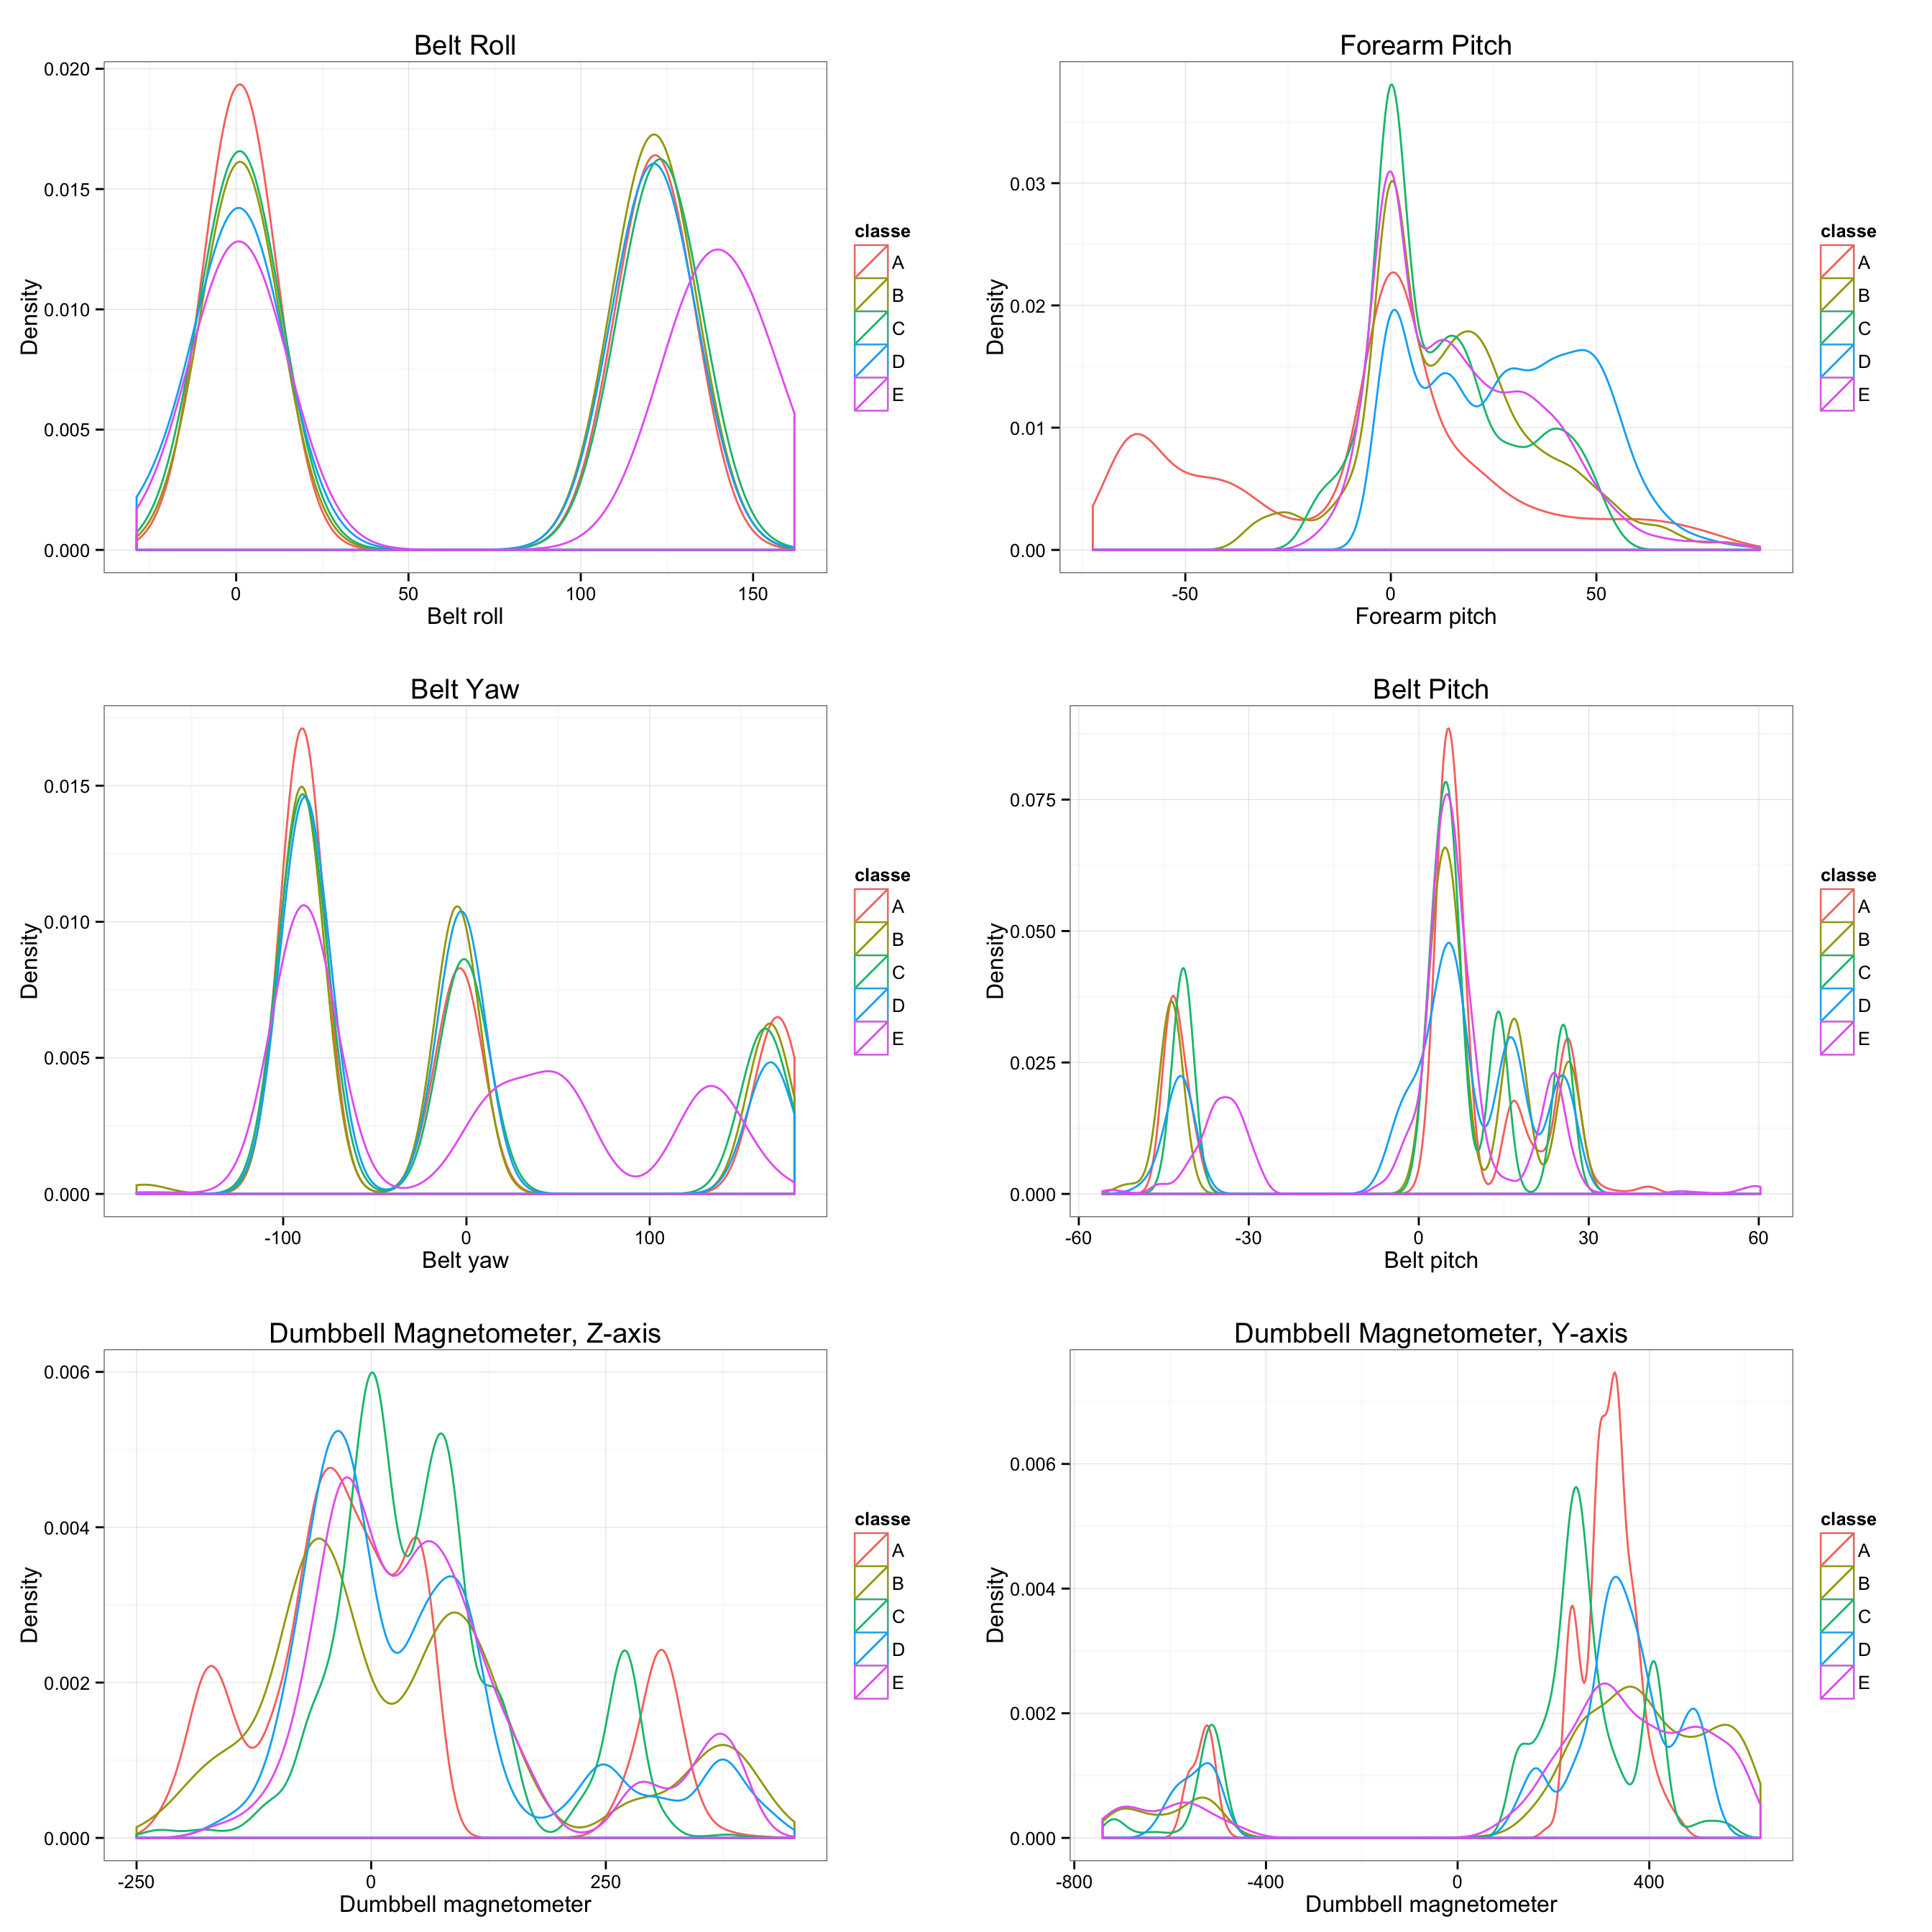 Belt Roll
Density
0.020
0.015
0.010
0.005
0.000
0 50 100 150
Belt roll
classe
A
B
C
D
E
Forearm Pitch
Density
0.03
0.02
0.01
0.00
-50 0 50
Forearm pitch
classe
A
B
C
D
E
Belt Yaw
Density
0.015
0.010
0.005
0.000
-100 0 100
Belt yaw
classe
A
B
C
D
E
Belt Pitch
Density
0.075
0.050
0.025
0.000
-60 -30 0 30 60
Belt pitch
classe
A
B
C
D
E
Dumbbell Magnetometer, Z-axis
Density
0.006
0.004
0.002
0.000
-250 0 250
Dumbbell magnetometer
classe
A
B
C
D
E
Dumbbell Magnetometer, Y-axis
Density
0.006
0.004
0.002
0.000
-800 -400 0 400
Dumbbell magnetometer
classe
A
B
C
D
E